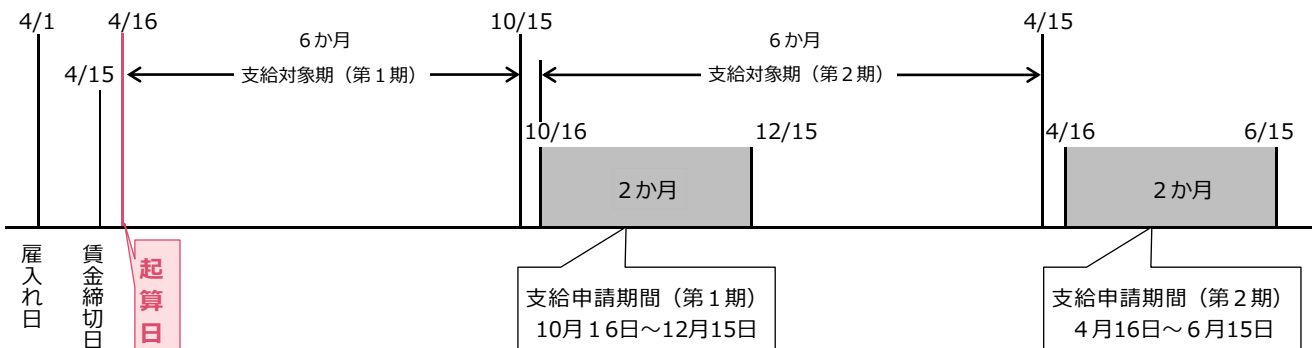 4/1
4/16
10/15
4/15
6か月
6か月
4/15
支給対象期（第１期）
支給対象期（第２期）
10/16
12/15
4/16
6/15
２か月
２か月
雇入れ日
賃金締切日
起算日
支給申請期間（第１期）
10月１６日～12月15日
支給申請期間（第２期）
４月16日～６月15日